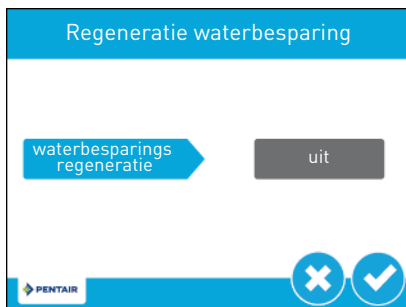 Regeneratie waterbesparing
waterbesparings
regeneratie
uit
PENTAIR